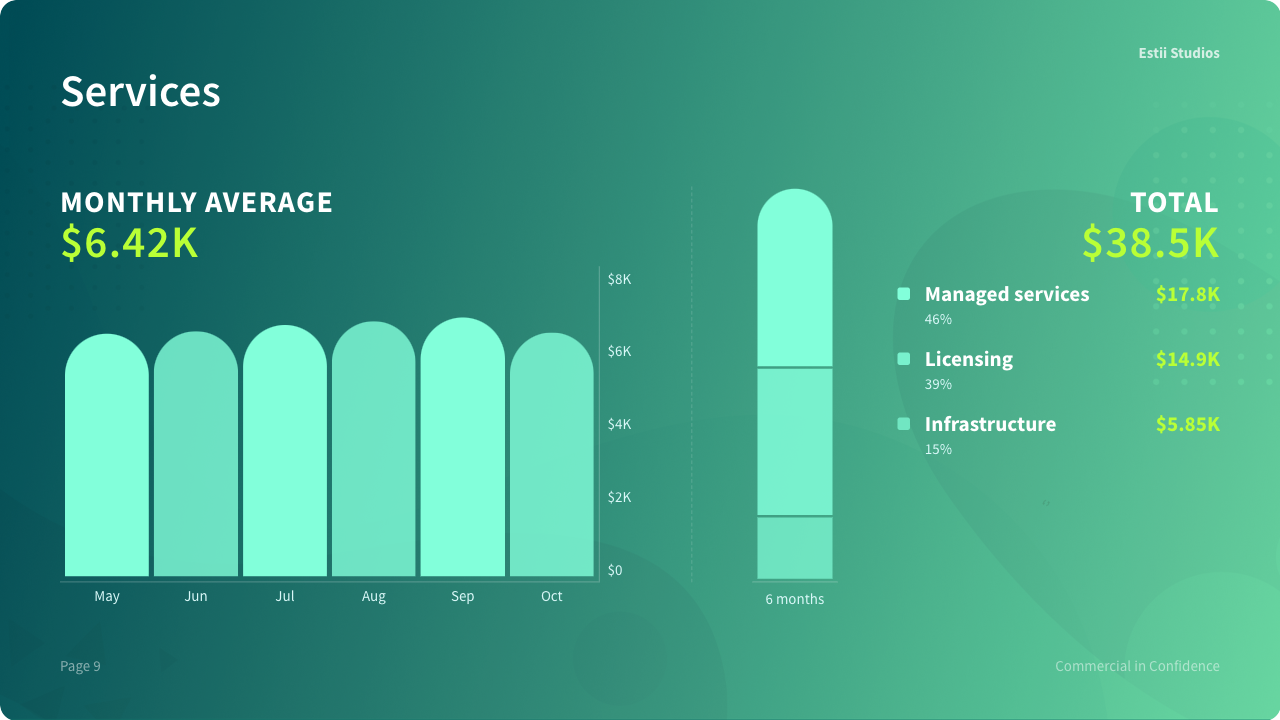 Estii Studios
Services
MONTHLY AVERAGE
$6.42K
$8K
$6K
$4K
$2K
$0
May Jun Jul Aug Sep Oct
6 months
TOTAL
$38.5K
Managed services $17.8K
46%
Licensing $14.9K
39%
Infrastructure $5.85K
15%
Page 9
Commercial in Confidence